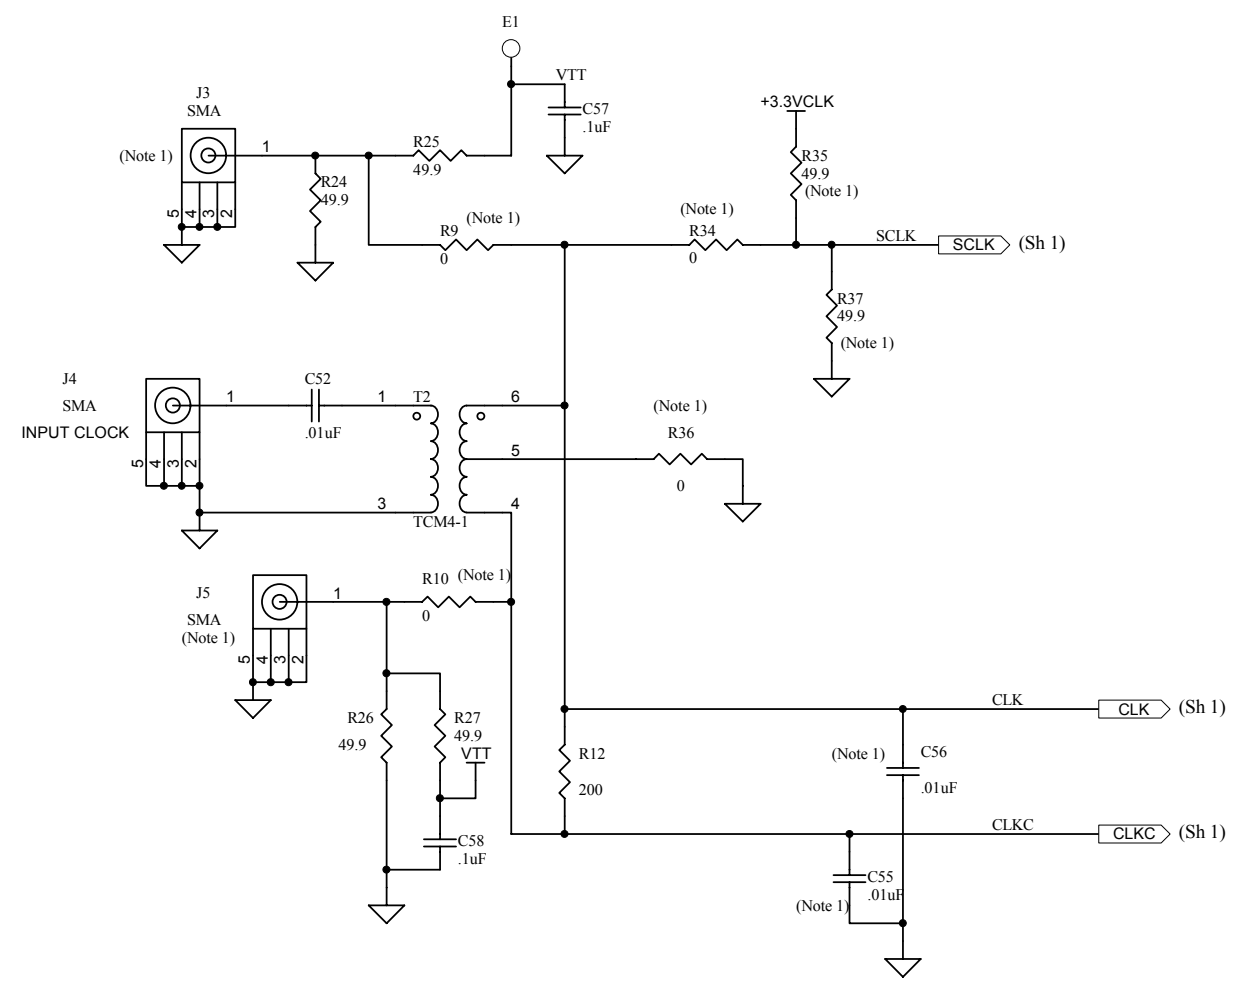 E1
VTT
C57
.1uF
+3.3VCLK
J3
SMA
(Note 1)
1
5
4
3
2
R25
49.9
R24
49.9
R35
49.9
(Note 1)
R9
(Note 1)
0
(Note 1)
R34
0
SCLK
SCLK
(Sh 1)
R37
49.9
(Note 1)
J4
SMA
INPUT CLOCK
1
5
4
3
2
C52
.01uF
1
3
T2
TCM4-1
6
5
4
(Note 1)
R36
0
J5
SMA
(Note 1)
1
5
4
3
2
R10
(Note 1)
0
R26
49.9
R27
49.9
VTT
C58
.1uF
R12
200
CLK
CLK
(Sh 1)
(Note 1)
C56
.01uF
CLKC
CLKC
(Sh 1)
C55
.01uF
(Note 1)